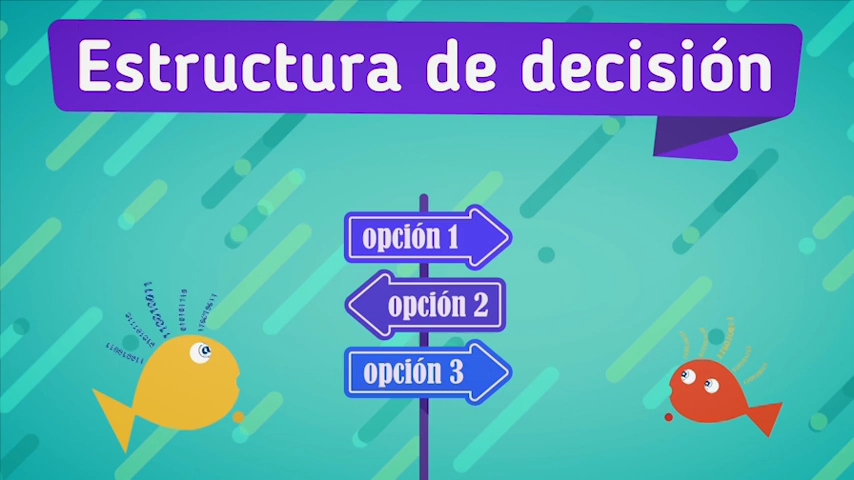 Estructura de decisión
opción 1
opción 2
opción 3